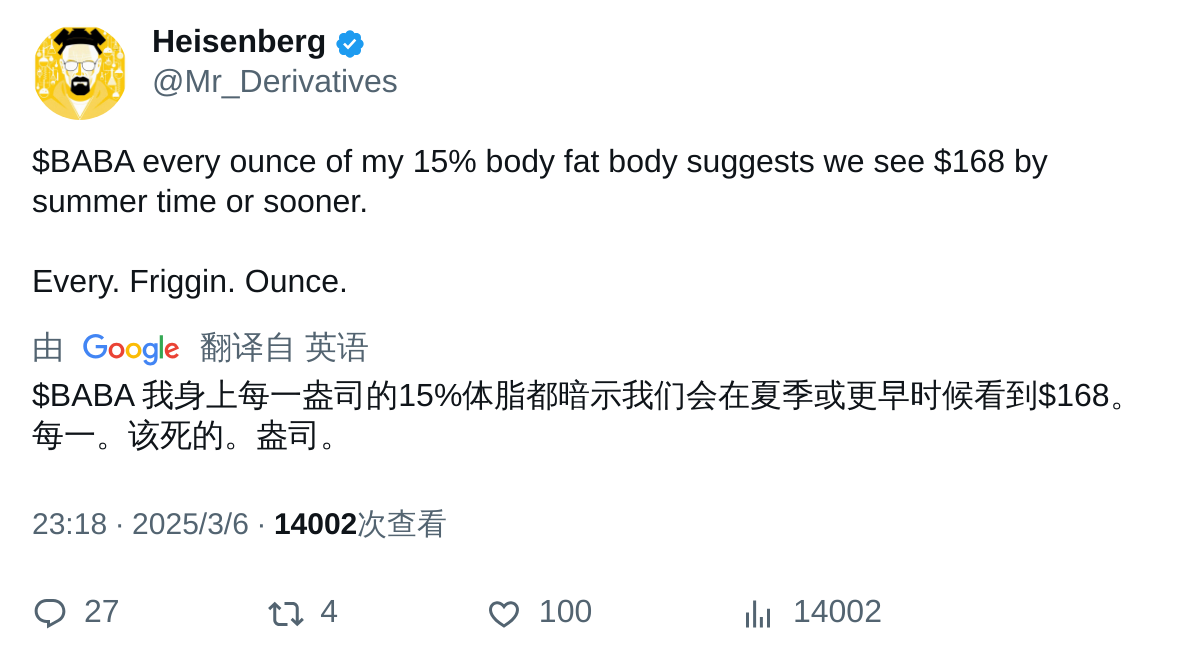 Heisenberg
@Mr_Derivatives
$BABA every ounce of my 15% body fat body suggests we see $168 by
summer time or sooner.
Every. Friggin. Ounce.
由 Google 翻译自 英语
$BABA 我身上每一盎司的15%体脂都暗示我们会在夏季或更早时候看到$168。
每一。该死的。盎司。
23:18 · 2025/3/6 · 14002次查看
27 4 100 14002